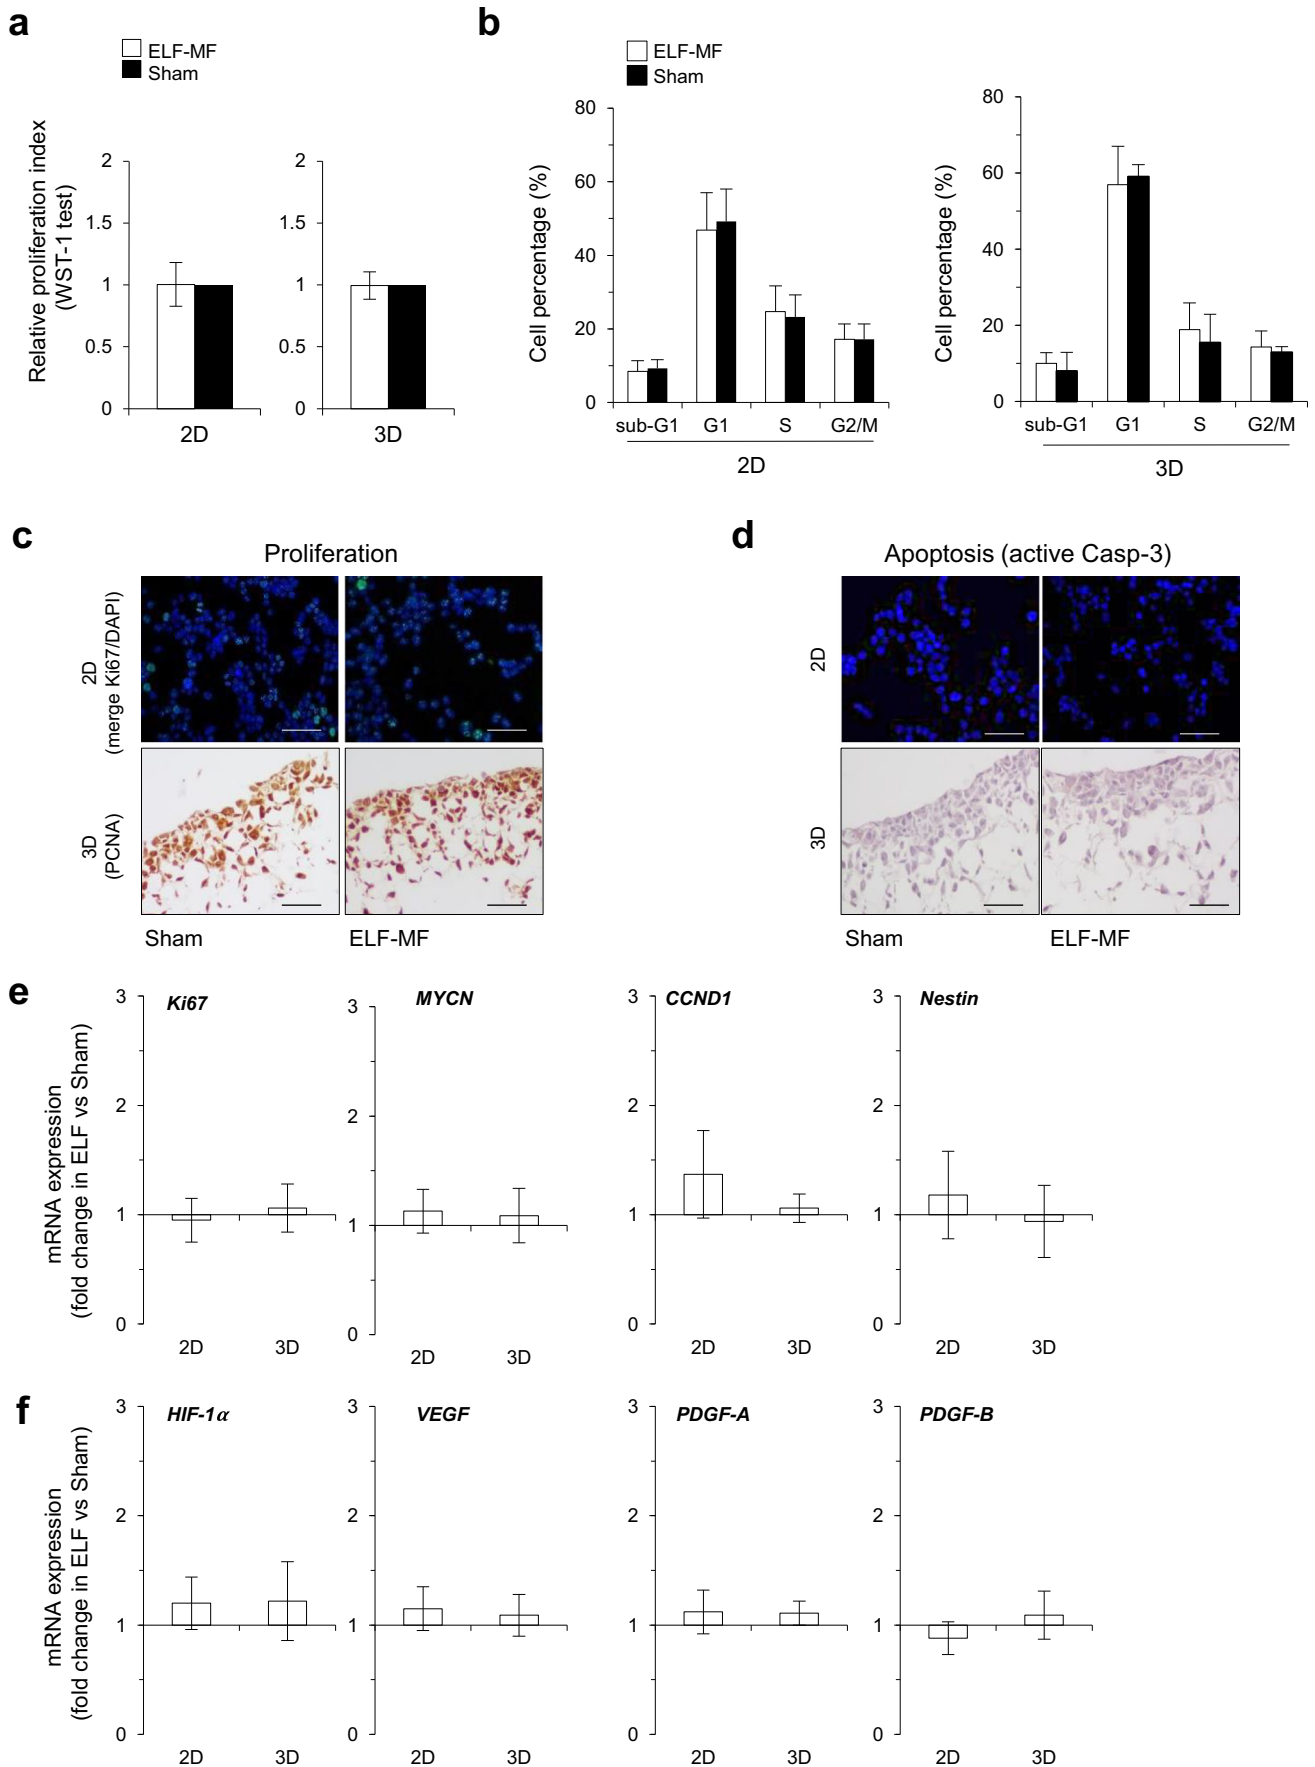 a
ELF-MF
Sham
Relative proliferation index
(WST-1 test)
2
1.5
1
0.5
0
2D
2
1.5
1
0.5
0
3D
b
ELF-MF
Sham
Cell percentage (%)
80
60
40
20
0
sub-G1 G1 S G2/M
2D
Cell percentage (%)
80
60
40
20
0
sub-G1 G1 S G2/M
3D
c
Proliferation
2D
(merge Ki67/DAPI)
3D
(PCNA)
Sham ELF-MF
d
Apoptosis (active Casp-3)
2D
3D
Sham ELF-MF
e
mRNA expression
(fold change in ELF vs Sham)
Ki67
3
2
1
0
2D 3D
MYCN
3
2
1
0
2D 3D
CCND1
3
2
1
0
2D 3D
Nestin
3
2
1
0
2D 3D
f
mRNA expression
(fold change in ELF vs Sham)
HIF-1α
3
2
1
0
2D 3D
VEGF
3
2
1
0
2D 3D
PDGF-A
3
2
1
0
2D 3D
PDGF-B
3
2
1
0
2D 3D